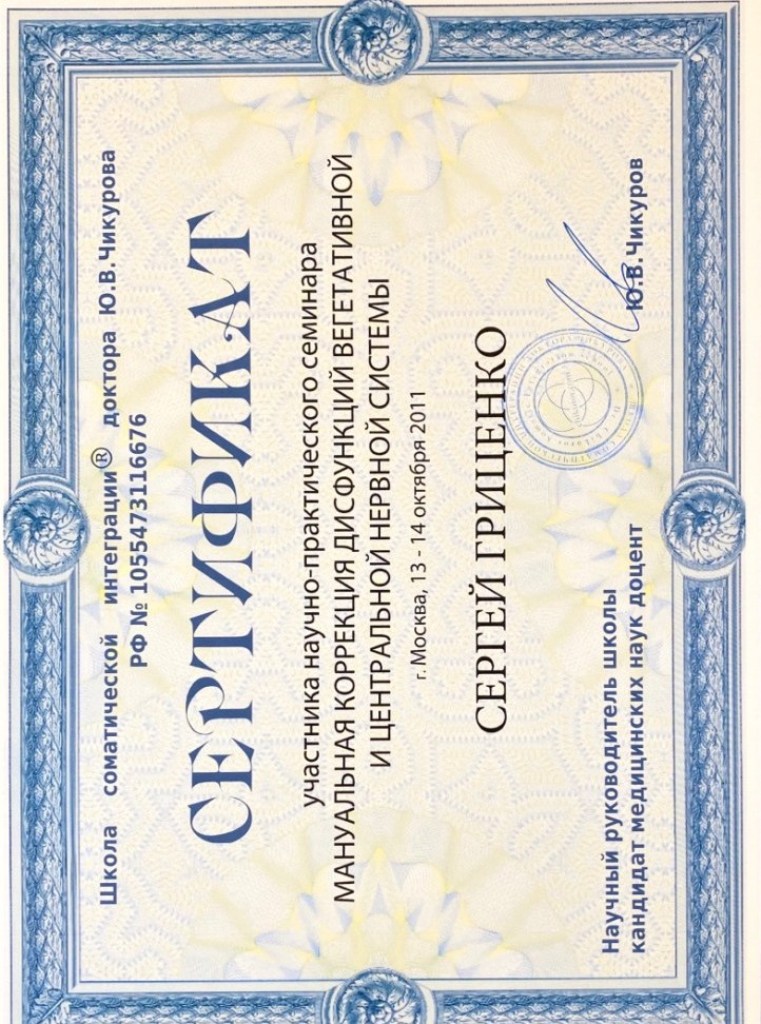 Школа соматической интеграции® доктора Ю.В.Чикурова
РФ № 1055473116676
СЕРТИФИКАТ
участника научно-практического семинара
МАНУАЛЬНАЯ КОРРЕКЦИЯ ДИСФУНКЦИЙ ВЕГЕТАТИВНОЙ
И ЦЕНТРАЛЬНОЙ НЕРВНОЙ СИСТЕМЫ
г. Москва, 13 - 14 октября 2011
СЕРГЕЙ ГРИЦЕНКО
Научный руководитель школы
кандидат медицинских наук доцент Ю.В.Чикуров